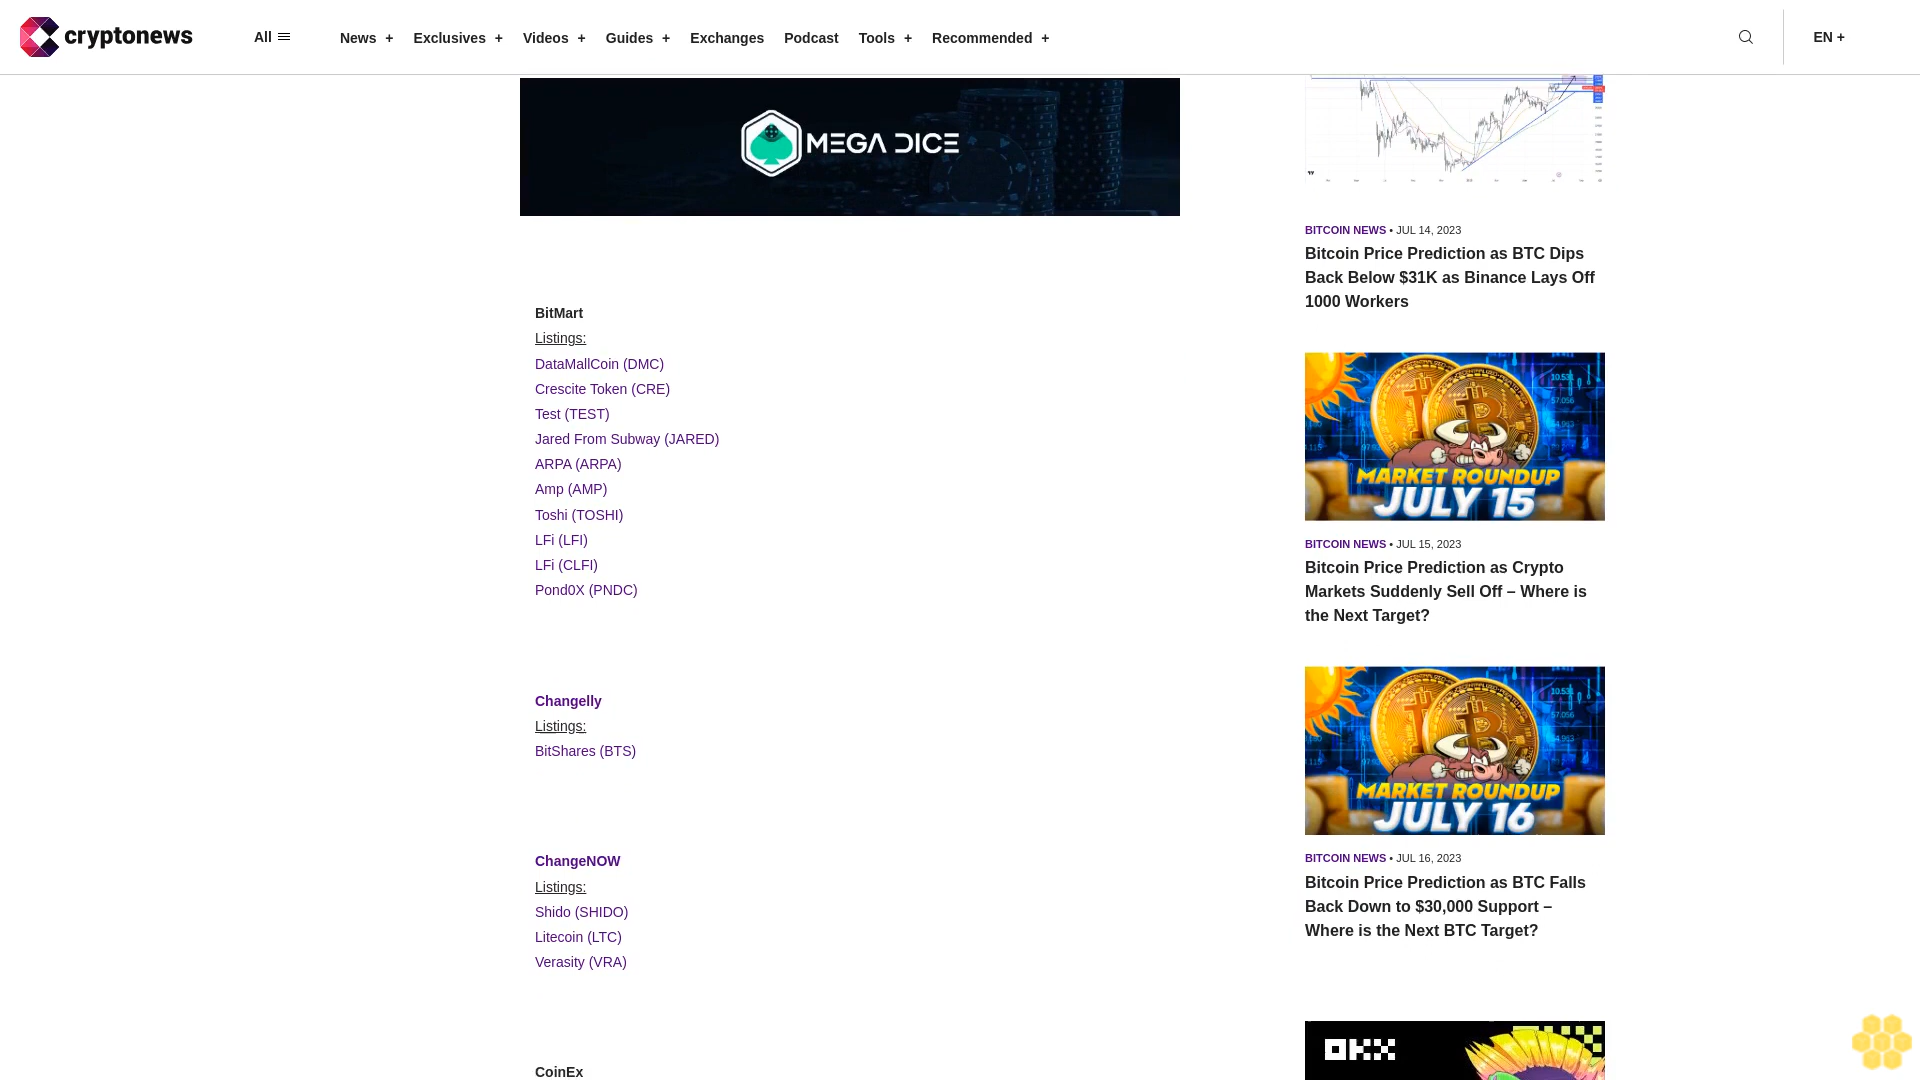 cryptonews
All
News +
Exclusives +
Videos +
Guides +
Exchanges
Podcast
Tools +
Recommended +
EN +
MEGA DICE
BitMart
Listings:
DataMallCoin (DMC)
Crescite Token (CRE)
Test (TEST)
Jared From Subway (JARED)
ARPA (ARPA)
Amp (AMP)
Toshi (TOSHI)
LFi (LFI)
LFi (CLFI)
Pond0X (PNDC)
Changelly
Listings:
BitShares (BTS)
ChangeNOW
Listings:
Shido (SHIDO)
Litecoin (LTC)
Verasity (VRA)
CoinEx
BITCOIN NEWS • JUL 14, 2023
Bitcoin Price Prediction as BTC Dips
Back Below $31K as Binance Lays Off
1000 Workers
MARKET ROUNDUP
JULY 15
BITCOIN NEWS • JUL 15, 2023
Bitcoin Price Prediction as Crypto
Markets Suddenly Sell Off – Where is
the Next Target?
MARKET ROUNDUP
JULY 16
BITCOIN NEWS • JUL 16, 2023
Bitcoin Price Prediction as BTC Falls
Back Down to $30,000 Support –
Where is the Next BTC Target?
OKX